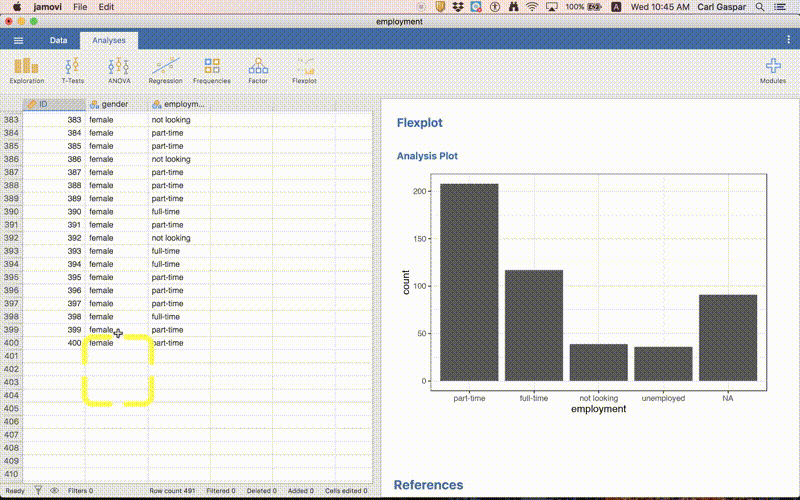 jamovi File Edit 100% A Wed 10:45 AM Carl Gaspar
employment
Data Analyses
Exploration T-Tests ANOVA Regression Frequencies Factor Flexplot Modules
ID gender employm...
383 383 female not looking
384 384 female part-time
385 385 female part-time
386 386 female not looking
387 387 female part-time
388 388 female part-time
389 389 female part-time
390 390 female full-time
391 391 female part-time
392 392 female not looking
393 393 female full-time
394 394 female full-time
395 395 female part-time
396 396 female part-time
397 397 female part-time
398 398 female full-time
399 399 female part-time
400 400 female part-time
401
402
403
404
405
406
407
408
409
410
Ready Filters 0 Row count 491 Filtered 0 Deleted 0 Added 0 Cells edited 0
Flexplot
Analysis Plot
200
150
100
50
0
count
part-time full-time not looking unemployed NA
employment
References